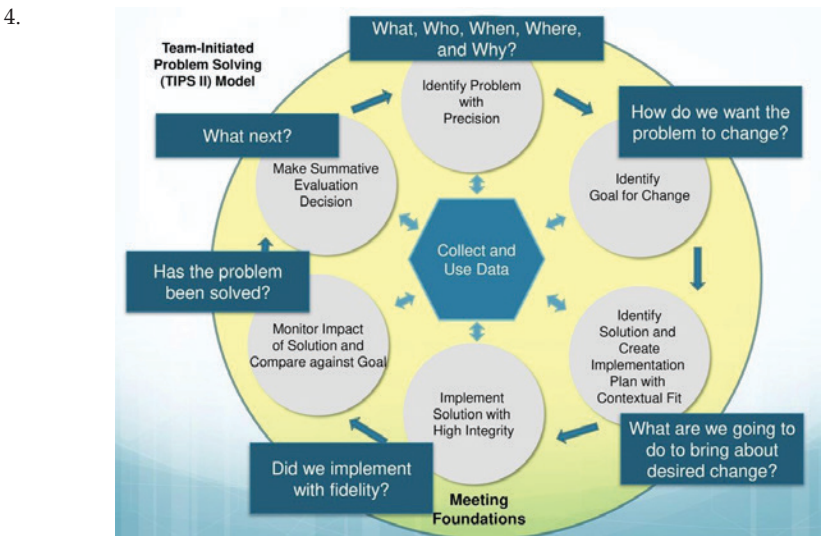 4.
Team-Initiated
Problem Solving
(TIPS II) Model
What, Who, When, Where,
and Why?
Identify Problem
with
Precision
How do we want the
problem to change?
Identify
Goal for Change
Identify
Solution and
Create
Implementation
Plan with
Contextual Fit
What are we going to
do to bring about
desired change?
Implement
Solution with
High Integrity
Did we implement
with fidelity?
Monitor Impact
of Solution and
Compare against Goal
Has the problem
been solved?
Make Summative
Evaluation
Decision
What next?
Collect and
Use Data
Meeting
Foundations